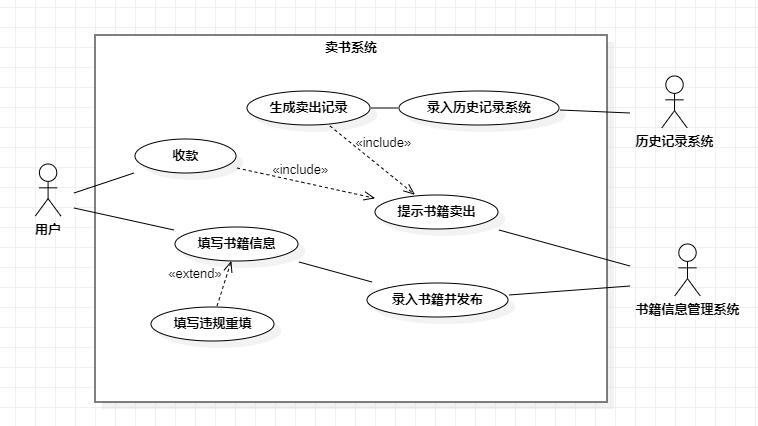 卖书系统
生成卖出记录
录入历史记录系统
历史记录系统
«include»
收款
«include»
用户
提示书籍卖出
填写书籍信息
«extend»
录入书籍并发布
书籍信息管理系统
填写违规重填